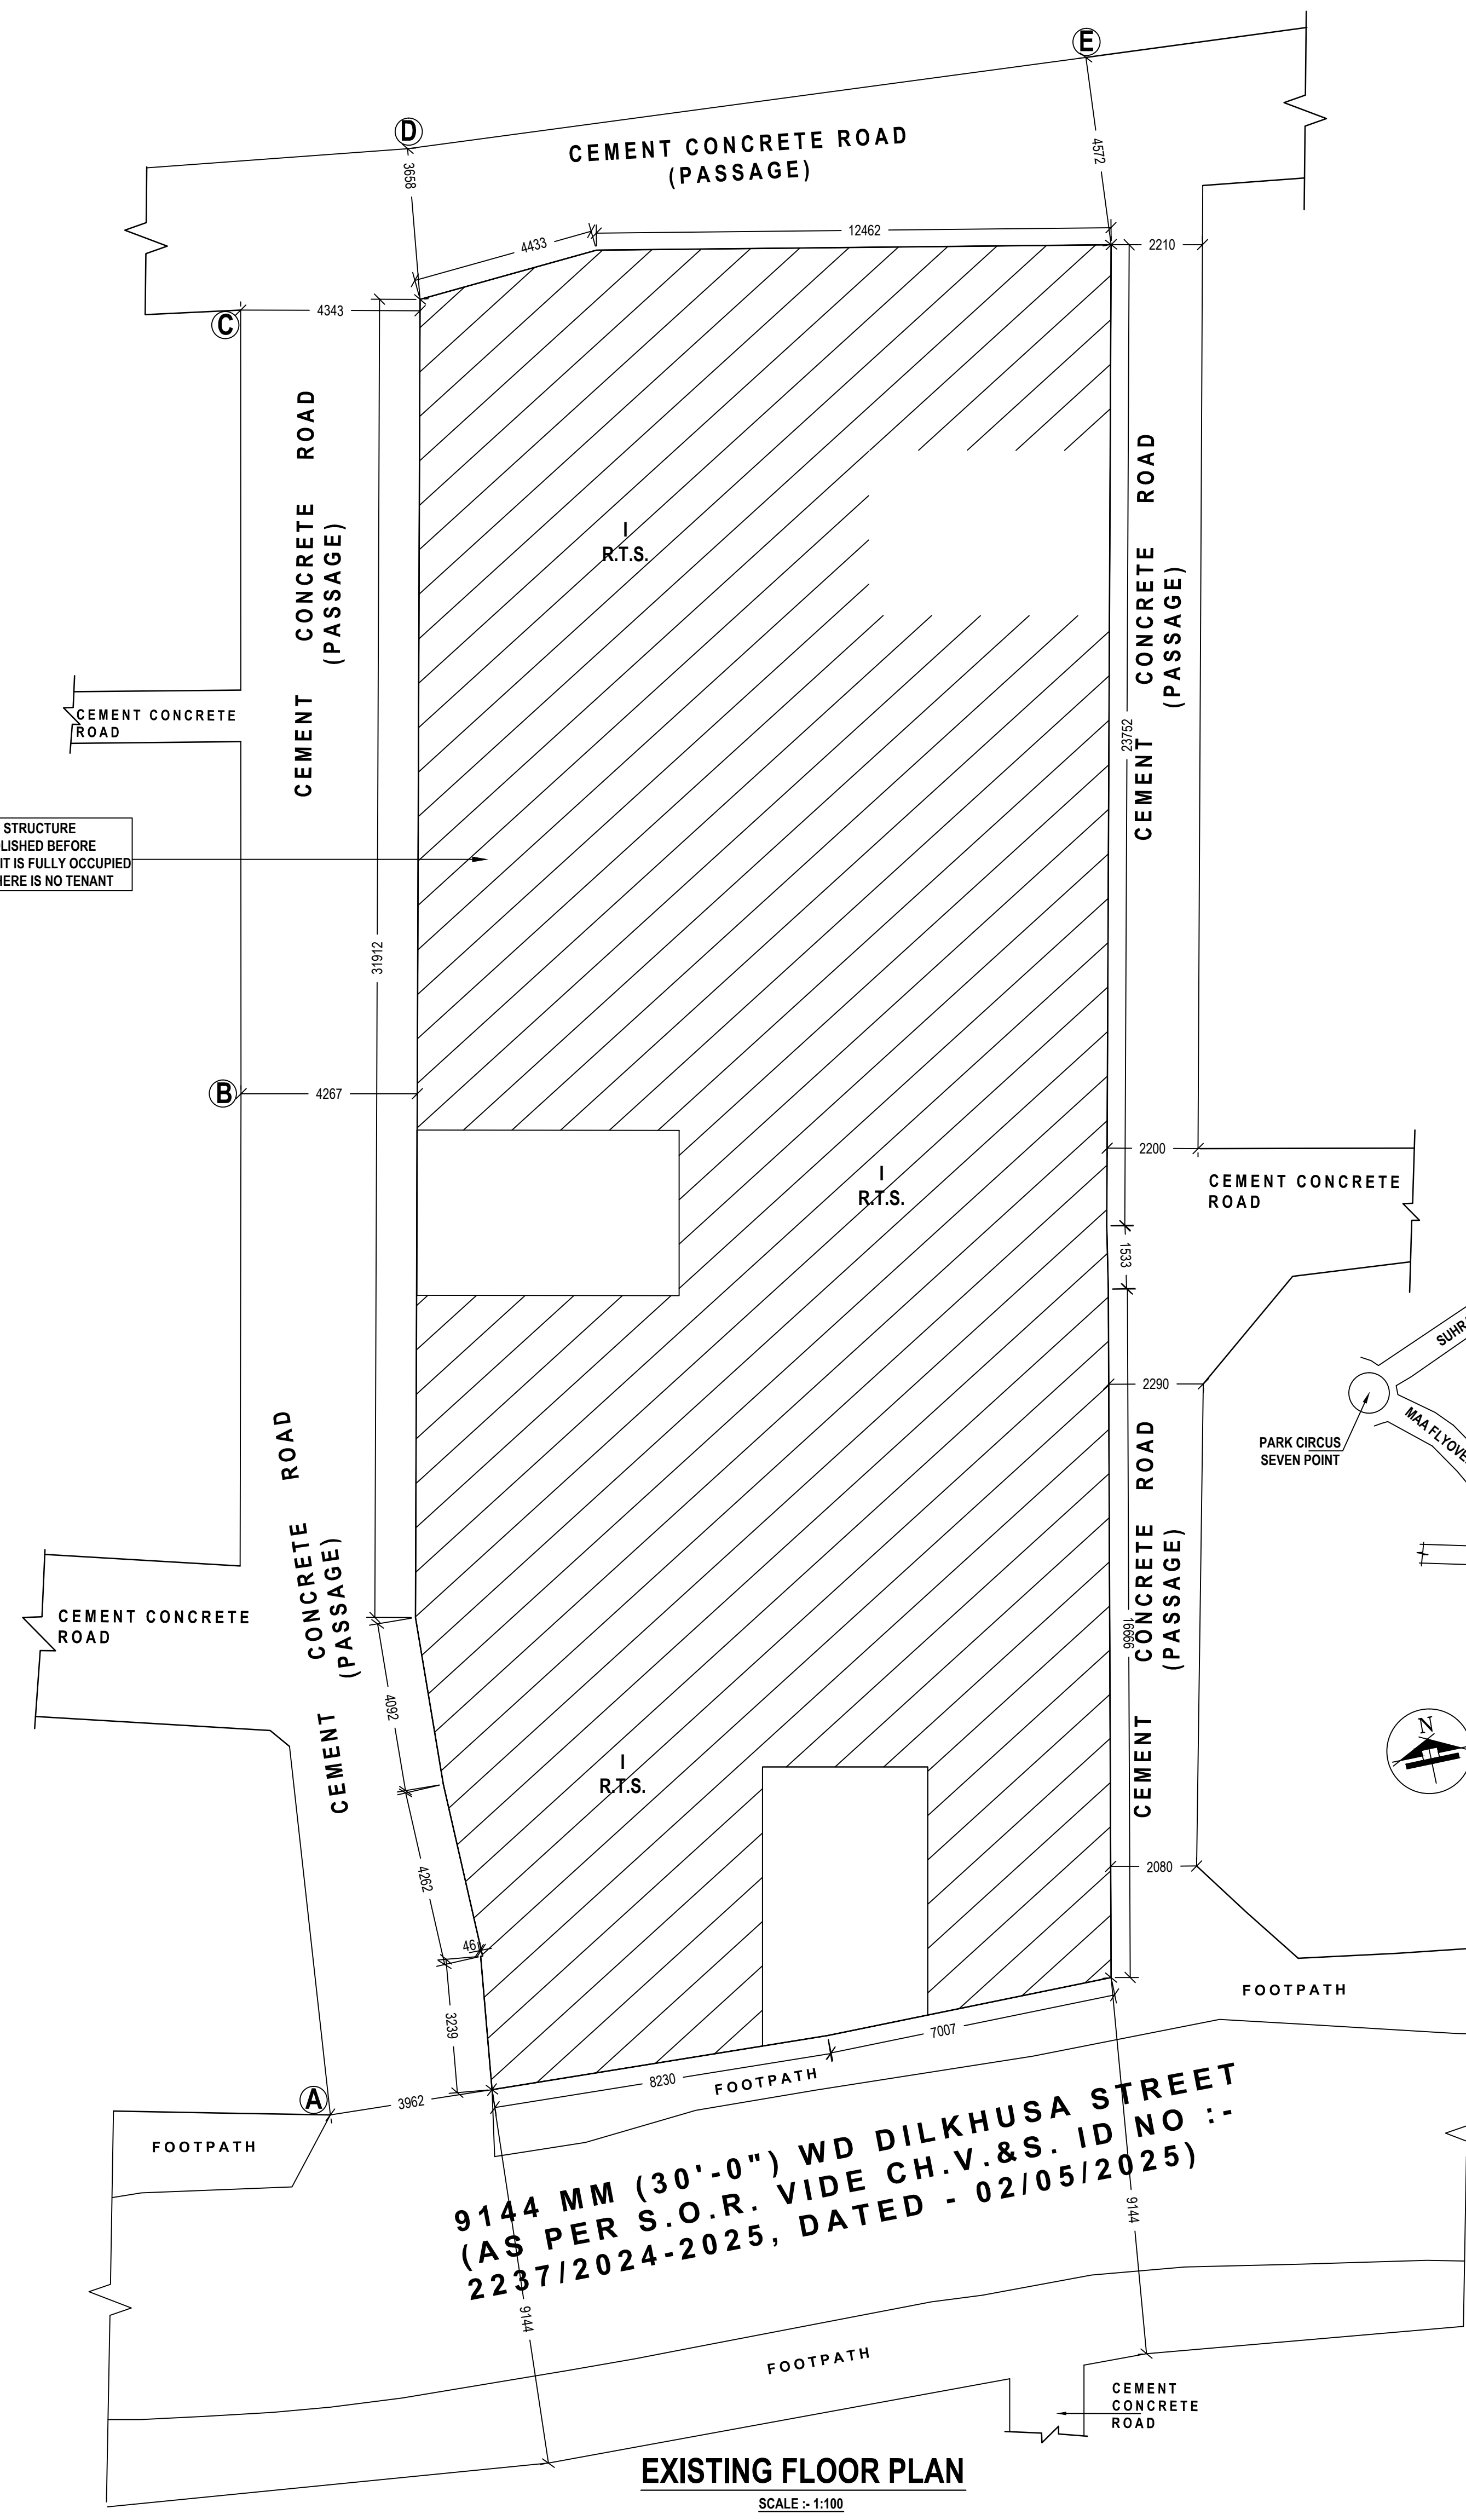 E
D
CEMENT CONCRETE ROAD
(PASSAGE)
3658
4572
4433
12462
2210
C
4343
CEMENT CONCRETE ROAD
(PASSAGE)
CEMENT CONCRETE ROAD
(PASSAGE)
I
R.T.S.
CEMENT CONCRETE
ROAD
23752
STRUCTURE
LISHED BEFORE
IT IS FULLY OCCUPIED
HERE IS NO TENANT
31912
B
4267
2200
I
R.T.S.
CEMENT CONCRETE
ROAD
1533
2290
SUHR
MAA FLYOVE
PARK CIRCUS
SEVEN POINT
CEMENT CONCRETE ROAD
(PASSAGE)
CEMENT CONCRETE ROAD
(PASSAGE)
16666
CEMENT CONCRETE
ROAD
4092
N
I
R.T.S.
4262
2080
46
3239
FOOTPATH
7007
8230
FOOTPATH
A
3962
FOOTPATH
9144 MM (30'-0") WD DILKHUSA STREET
(AS PER S.O.R. VIDE CH.V.&S. ID NO :-
2237/2024-2025, DATED - 02/05/2025)
9144
9144
FOOTPATH
CEMENT
CONCRETE
ROAD
EXISTING FLOOR PLAN
SCALE :- 1:100